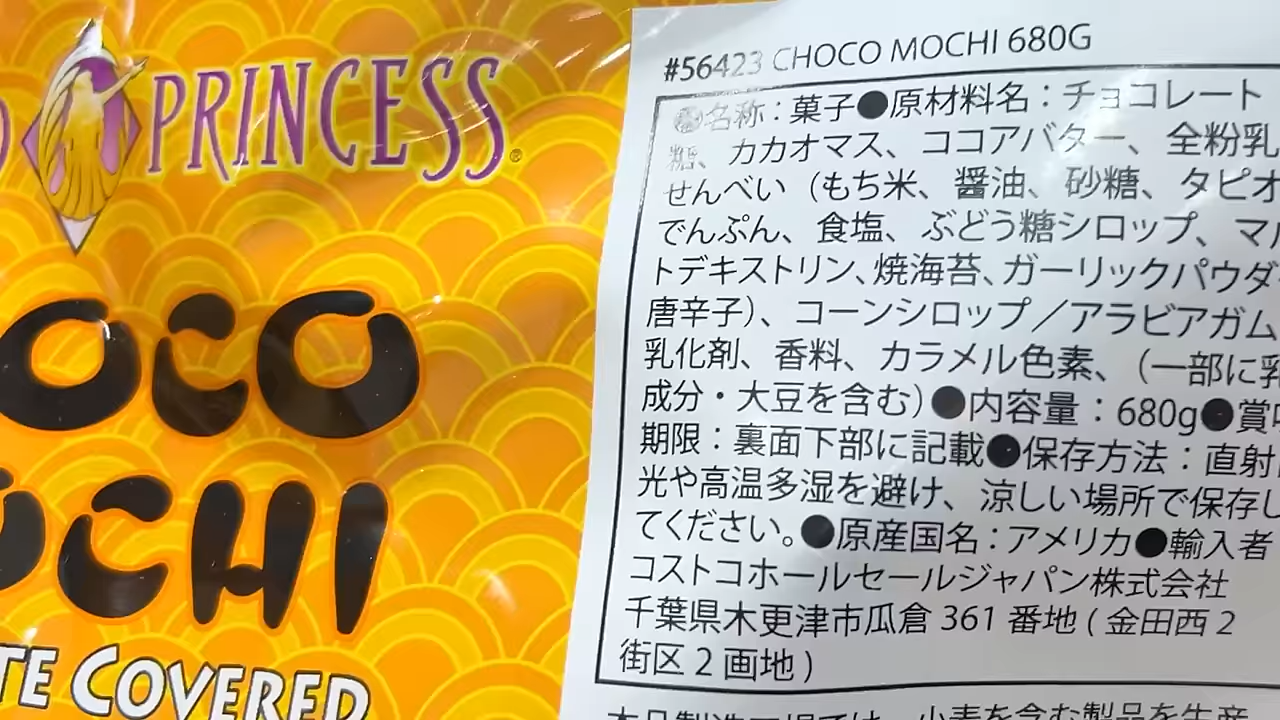 PRINCESS®
OCO
OCHI
TE COVERED
#56423 CHOCO MOCHI 680G
名称：菓子●原材料名：チョコレート
糖、カカオマス、ココアバター、全粉乳
せんべい（もち米、醤油、砂糖、タピオ
でんぷん、食塩、ぶどう糖シロップ、マル
トデキストリン、焼海苔、ガーリックパウダ
唐辛子）、コーンシロップ／アラビアガム
乳化剤、香料、カラメル色素、（一部に乳
成分・大豆を含む）●内容量：680g●賞
期限：裏面下部に記載●保存方法：直射
光や高温多湿を避け、涼しい場所で保存し
てください。●原産国名：アメリカ●輸入者
コストコホールセールジャパン株式会社
千葉県木更津市瓜倉 361 番地 ( 金田西 2
街区 2 画地 )
本品製造工場では、小麦を含む製品を生産